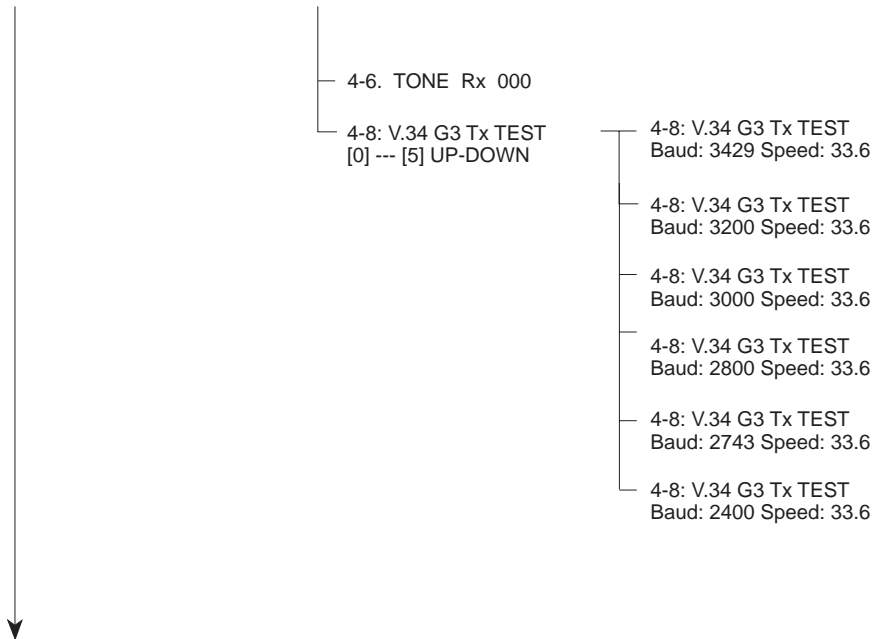 4-6. TONE Rx 000
4-8: V.34 G3 Tx TEST
[0] --- [5] UP-DOWN
4-8: V.34 G3 Tx TEST
Baud: 3429 Speed: 33.6
4-8: V.34 G3 Tx TEST
Baud: 3200 Speed: 33.6
4-8: V.34 G3 Tx TEST
Baud: 3000 Speed: 33.6
4-8: V.34 G3 Tx TEST
Baud: 2800 Speed: 33.6
4-8: V.34 G3 Tx TEST
Baud: 2743 Speed: 33.6
4-8: V.34 G3 Tx TEST
Baud: 2400 Speed: 33.6